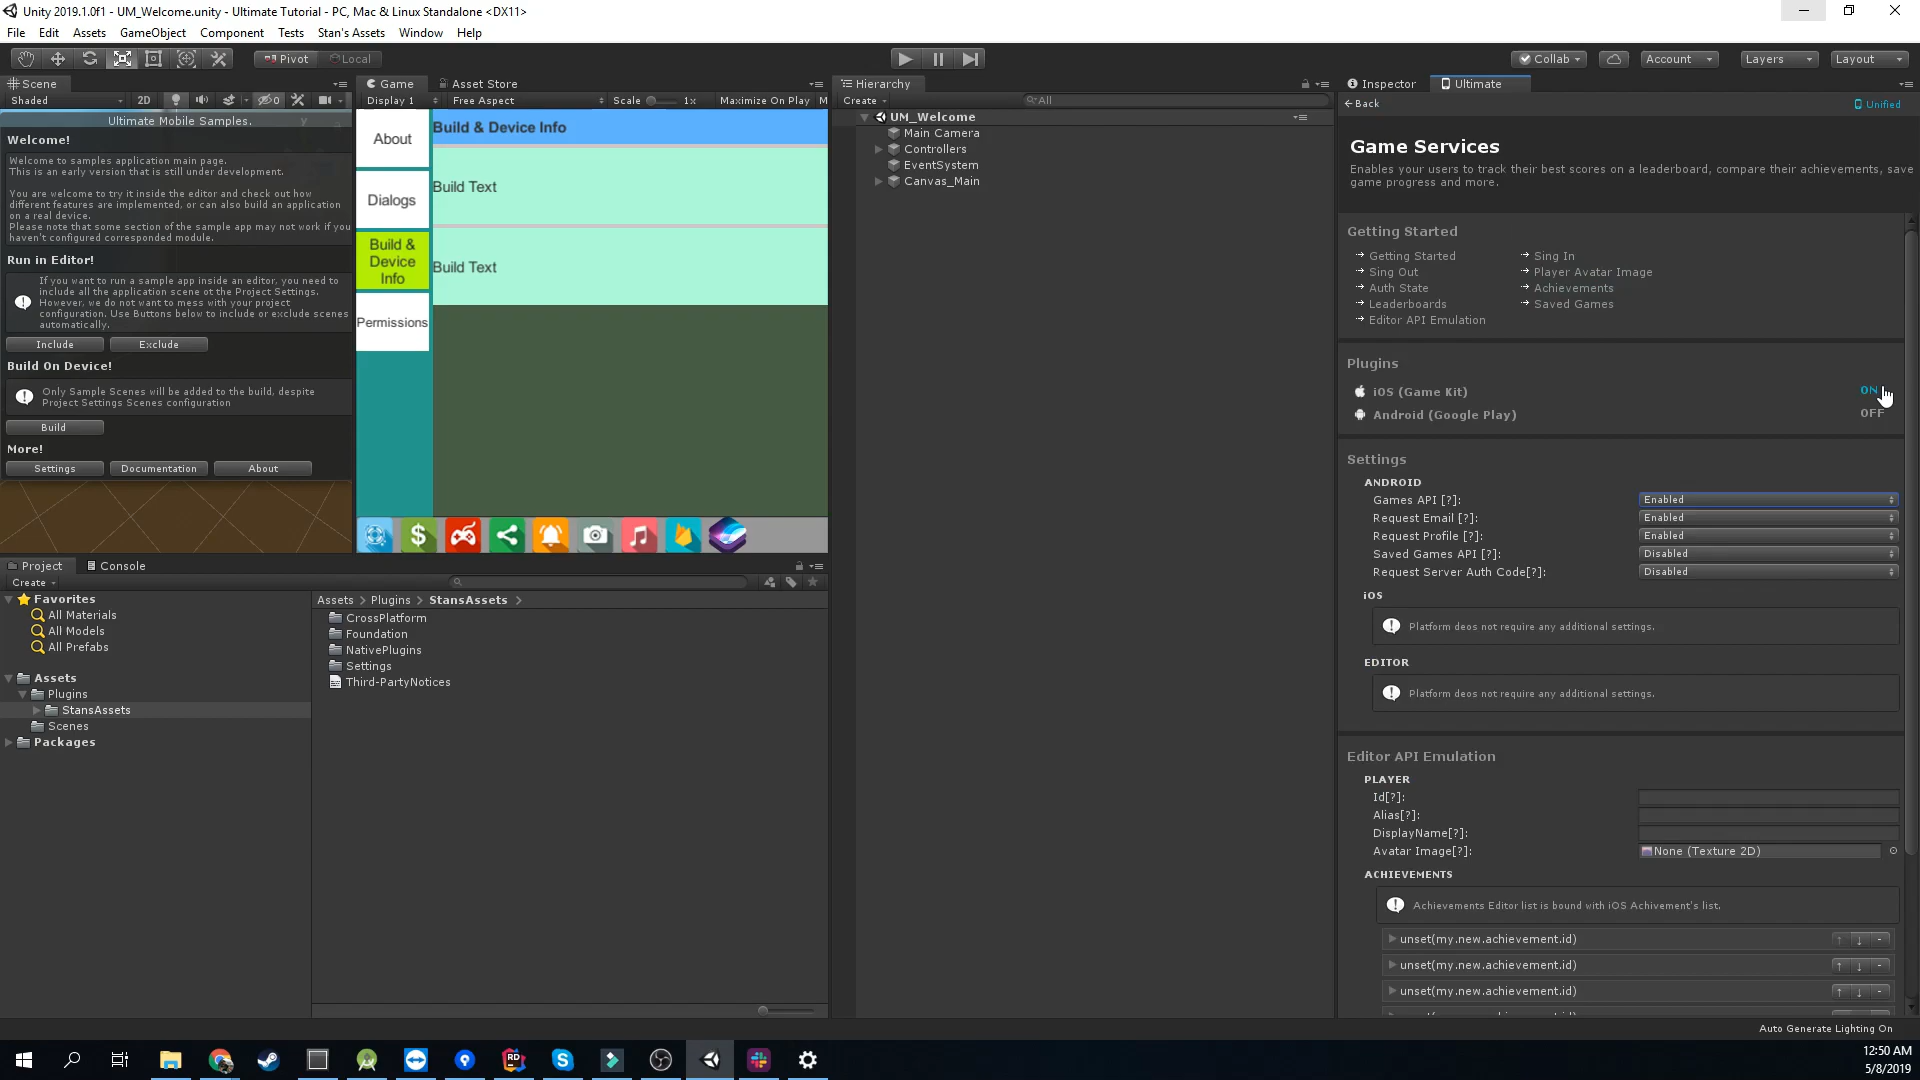 Unity 2019.1.0f1 - UM_Welcome.unity - Ultimate Tutorial - PC, Mac & Linux Standalone <DX11>
File Edit Assets GameObject Component Tests Stan's Assets Window Help
Pivot Local Collab Account Layers Layout
Scene
Shaded 2D 0
Ultimate Mobile Samples.
Welcome!
Welcome to samples application main page.
This is an early version that is still under development.
You are welcome to try it inside the editor and check out how
different features are implemented, or can also build an application
on a real device.
Please note that some section of the sample app may not work if you
haven't configured corresponded module.
Run in Editor!
If you want to run a sample app inside an editor, you need to
include all the application scene ot the Project Settings.
However, we do not want to mess with your project
configuration. Use Buttons below to include or exclude scenes
automatically.
Include Exclude
Build On Device!
Only Sample Scenes will be added to the build, despite
Project Settings Scenes configuration
Build
More!
Settings Documentation About
Game Asset Store
Display 1 Free Aspect Scale 1x Maximize On Play M
About
Dialogs
Build &
Device
Info
Permissions
Build & Device Info
Build Text
Build Text
Hierarchy
Create All
UM_Welcome
Main Camera
Controllers
EventSystem
Canvas_Main
Inspector Ultimate
Back Unified
Game Services
Enables your users to track their best scores on a leaderboard, compare their achievements, save
game progress and more.
Getting Started
Getting Started Sing In
Sing Out Player Avatar Image
Auth State Achievements
Leaderboards Saved Games
Editor API Emulation
Plugins
iOS (Game Kit) ON
Android (Google Play) OFF
Settings
ANDROID
Games API [?]: Enabled
Request Email [?]: Enabled
Request Profile [?]: Enabled
Saved Games API [?]: Disabled
Request Server Auth Code[?]: Disabled
iOS
Platform deos not require any additional settings.
EDITOR
Platform deos not require any additional settings.
Editor API Emulation
PLAYER
Id[?]:
Alias[?]:
DisplayName[?]:
Avatar Image[?]: None (Texture 2D)
ACHIEVEMENTS
Achievements Editor list is bound with iOS Achivement's list.
unset(my.new.achievement.id) -
unset(my.new.achievement.id) -
unset(my.new.achievement.id) -
Project Console
Create
Favorites
All Materials
All Models
All Prefabs
Assets
Plugins
StansAssets
Scenes
Packages
Assets > Plugins > StansAssets >
CrossPlatform
Foundation
NativePlugins
Settings
Third-PartyNotices
Auto Generate Lighting On
12:50 AM
5/8/2019